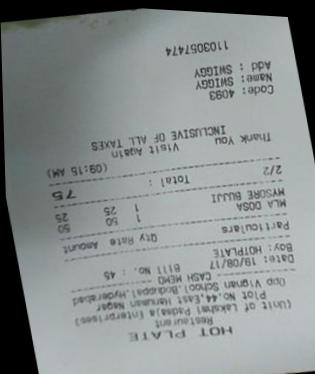 HOT PLATE
Restaurant
(Unit of Lakshmi Padmaja Enterprises)
Plot No.44,East Hanuman Nagar
Opp Vignan School,Boduppal,Hyderabad
CASH MEMO
Date: 19/08/17 Bill No. : 45
Boy: HOTPLATE
Particulars Qty Rate Amount
MLA DOSA 1 50 50
MYSORE BUJJI 1 25 25
2/2 Total : 75
(09:15 AM)
Thank You Visit Again
INCLUSIVE OF ALL TAXES
Code: 4093
Name: SWIGGY
Add : SWIGGY
1103057474